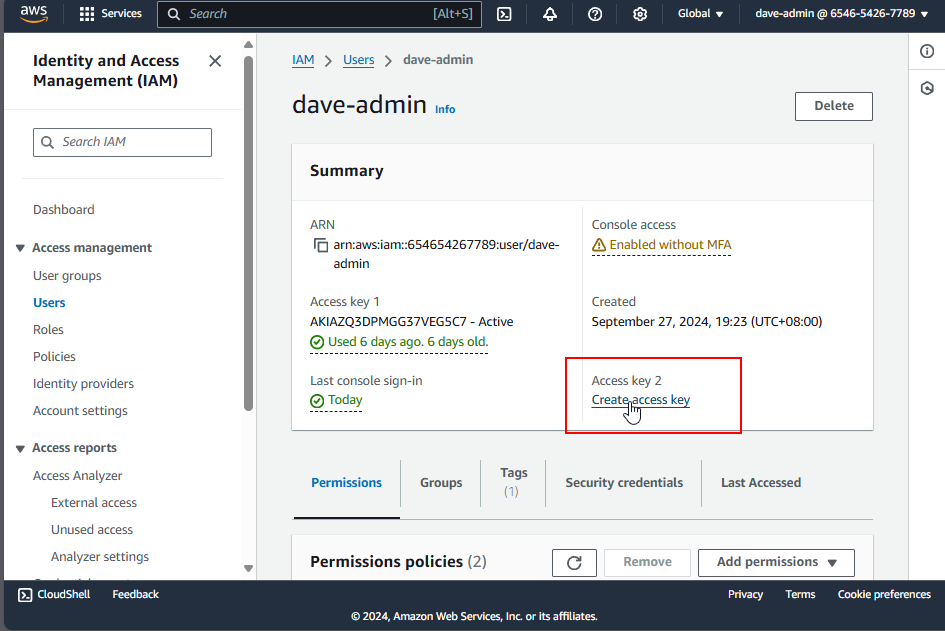 aws
Services
Search
[Alt+S]
Global
dave-admin @ 6546-5426-7789
Identity and Access
Management (IAM)
Search IAM
Dashboard
Access management
User groups
Users
Roles
Policies
Identity providers
Account settings
Access reports
Access Analyzer
External access
Unused access
Analyzer settings
IAM > Users > dave-admin
dave-admin Info
Delete
Summary
ARN
arn:aws:iam::654654267789:user/dave-
admin
Console access
Enabled without MFA
Access key 1
AKIAZQ3DPMGG37VEG5C7 - Active
Used 6 days ago. 6 days old.
Created
September 27, 2024, 19:23 (UTC+08:00)
Last console sign-in
Today
Access key 2
Create access key
Permissions
Groups
Tags
(1)
Security credentials
Last Accessed
Permissions policies (2)
Remove
Add permissions
CloudShell
Feedback
Privacy
Terms
Cookie preferences
© 2024, Amazon Web Services, Inc. or its affiliates.